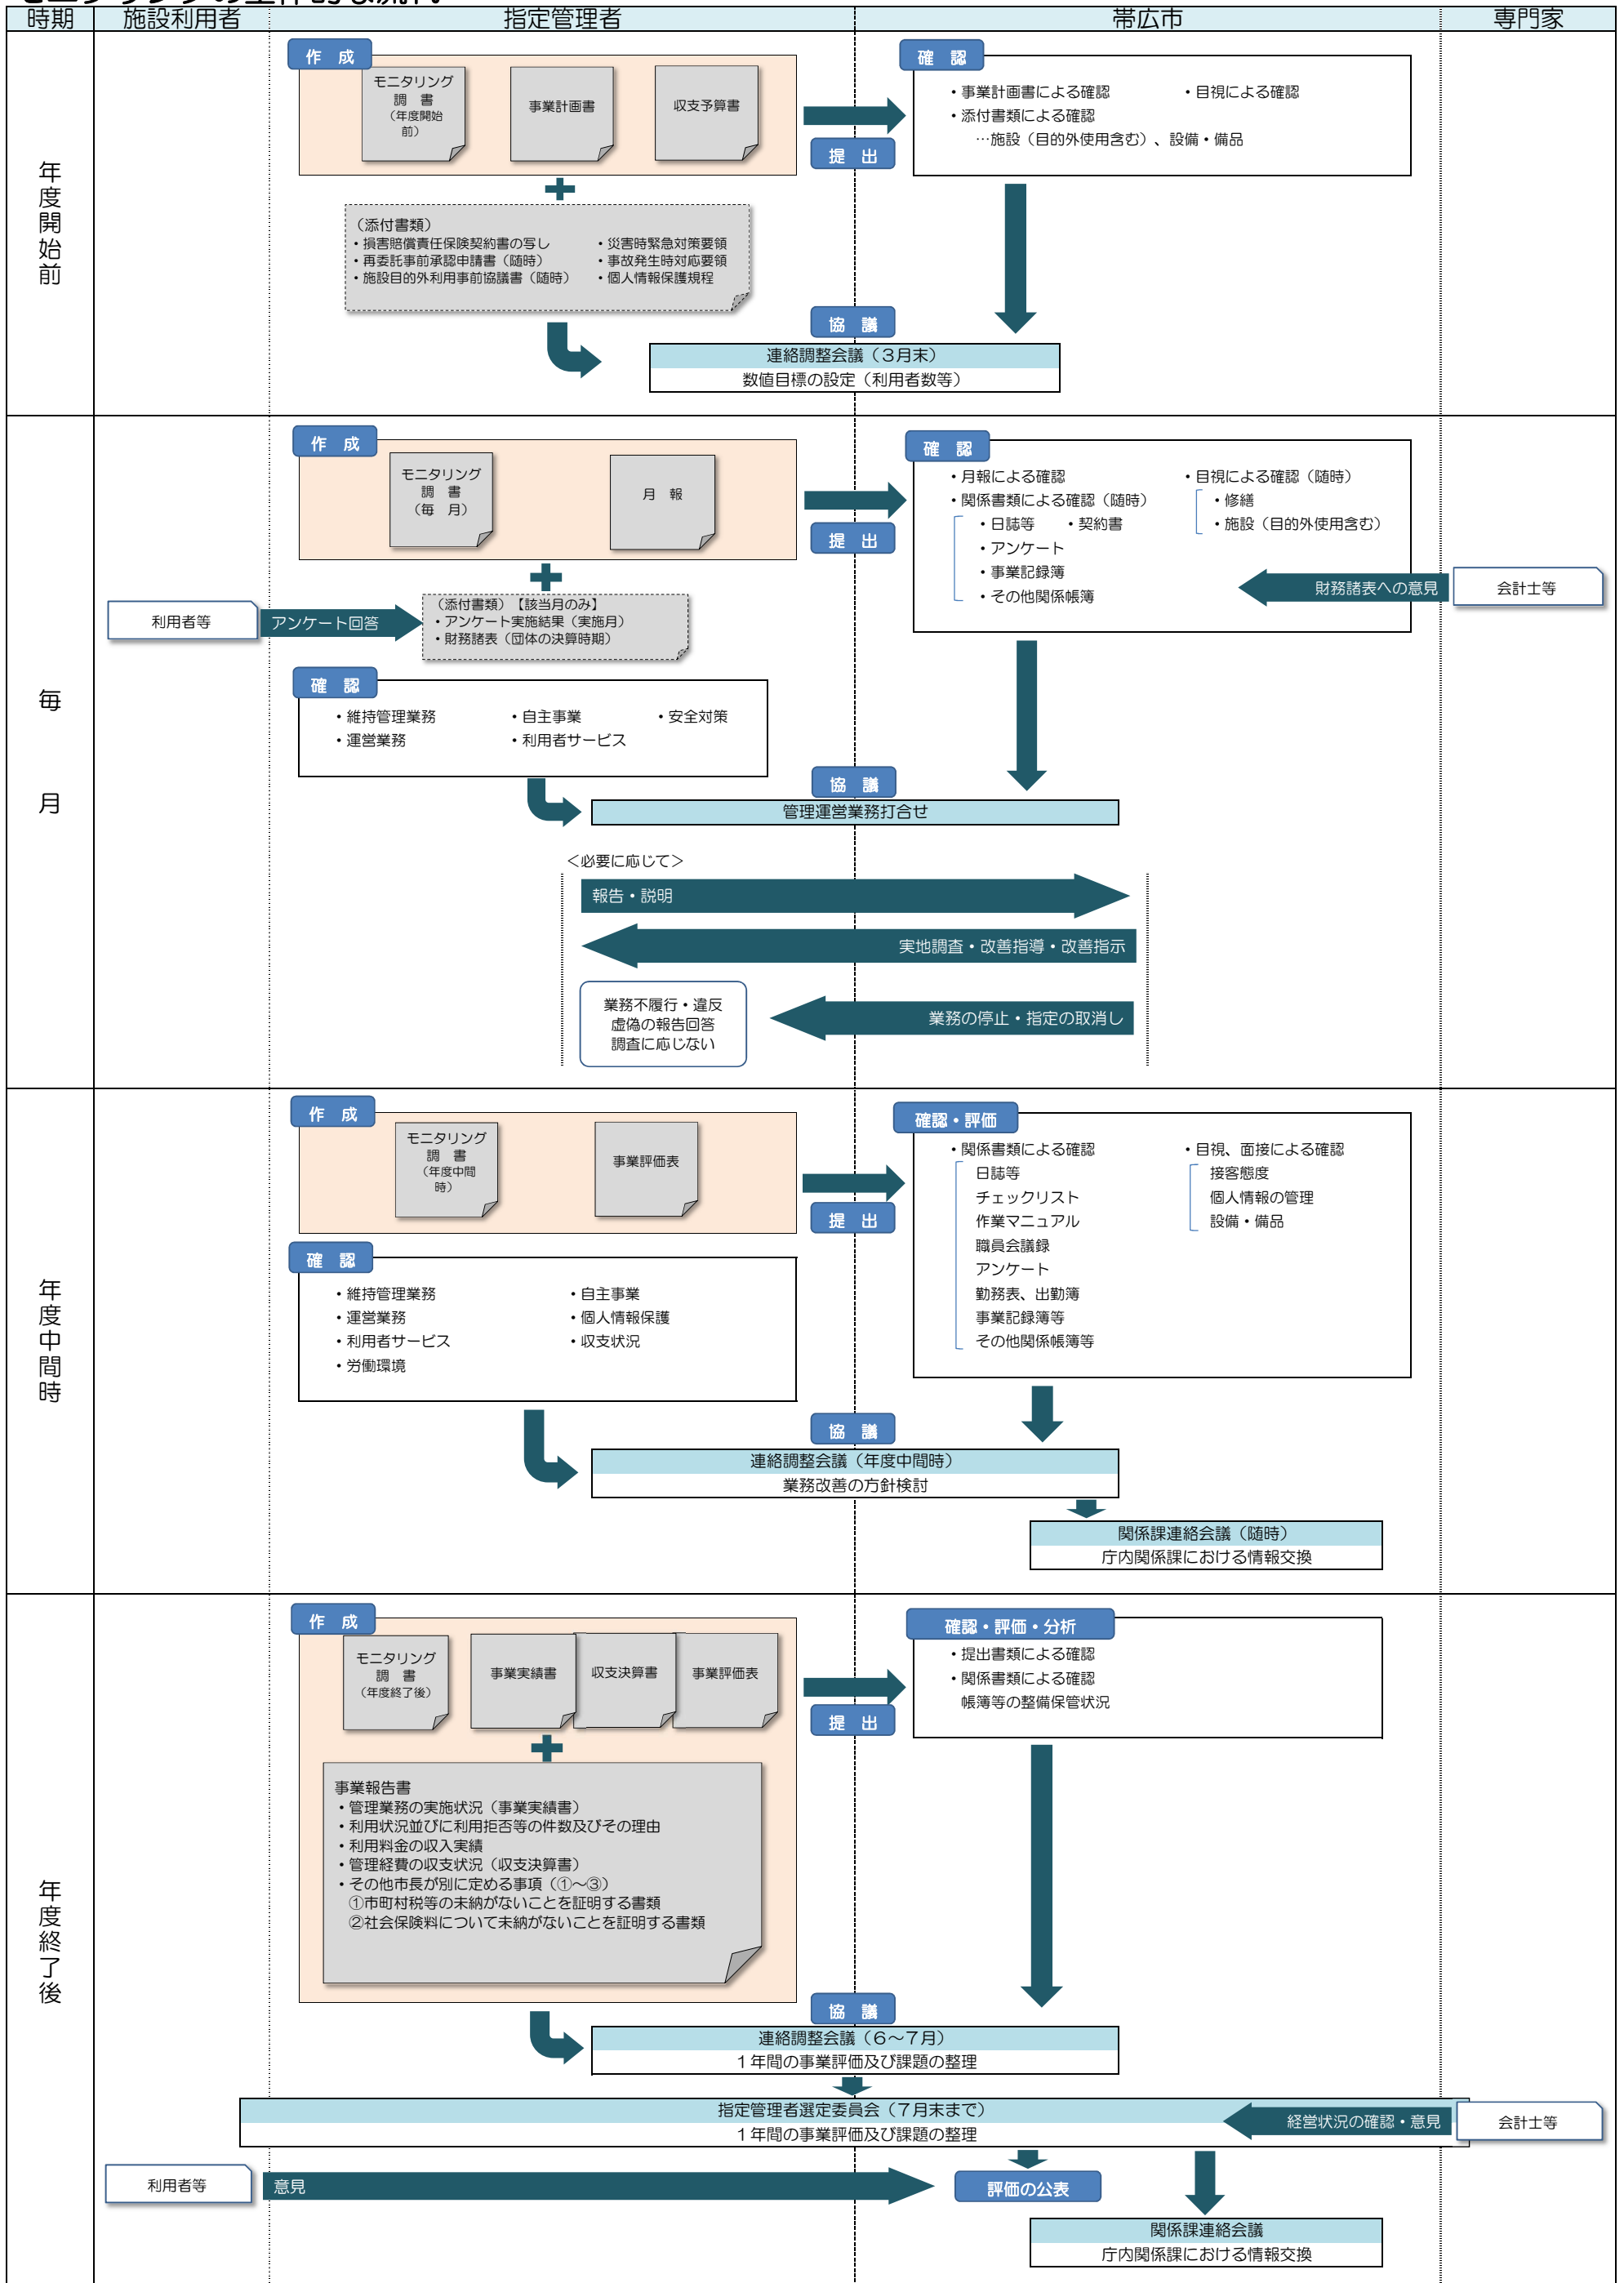 時期 施設利用者 指定管理者 帯広市 専門家
年度開始前
作 成
モニタリング
調 書
(年度開始
前)
事業計画書
収支予算書
提 出
確 認
・事業計画書による確認 ・目視による確認
・添付書類による確認
…施設(目的外使用含む)、設備・備品
(添付書類)
・損害賠償責任保険契約書の写し ・災害時緊急対策要領
・再委託事前承認申請書(随時) ・事故発生時対応要領
・施設目的外利用事前協議書(随時) ・個人情報保護規程
協 議
連絡調整会議(3月末)
数値目標の設定(利用者数等)
毎月
作 成
モニタリング
調 書
(毎 月)
月 報
提 出
確 認
・月報による確認 ・目視による確認(随時)
・関係書類による確認(随時) ・修繕
・日誌等 ・契約書 ・施設(目的外使用含む)
・アンケート
・事業記録簿
・その他関係帳簿
財務諸表への意見
会計士等
利用者等
アンケート回答
(添付書類)【該当月のみ】
・アンケート実施結果(実施月)
・財務諸表(団体の決算時期)
確 認
・維持管理業務 ・自主事業 ・安全対策
・運営業務 ・利用者サービス
協 議
管理運営業務打合せ
<必要に応じて>
報告・説明
実地調査・改善指導・改善指示
業務不履行・違反
虚偽の報告回答
調査に応じない
業務の停止・指定の取消し
年度中間時
作 成
モニタリング
調 書
(年度中間
時)
事業評価表
提 出
確認・評価
・関係書類による確認 ・目視、面接による確認
日誌等 接客態度
チェックリスト 個人情報の管理
作業マニュアル 設備・備品
職員会議録
アンケート
勤務表、出勤簿
事業記録簿等
その他関係帳簿等
確 認
・維持管理業務 ・自主事業
・運営業務 ・個人情報保護
・利用者サービス ・収支状況
・労働環境
協 議
連絡調整会議(年度中間時)
業務改善の方針検討
関係課連絡会議(随時)
庁内関係課における情報交換
年度終了後
作 成
モニタリング
調 書
(年度終了後)
事業実績書
収支決算書
事業評価表
提 出
確認・評価・分析
・提出書類による確認
・関係書類による確認
帳簿等の整備保管状況
事業報告書
・管理業務の実施状況(事業実績書)
・利用状況並びに利用拒否等の件数及びその理由
・利用料金の収入実績
・管理経費の収支状況(収支決算書)
・その他市長が別に定める事項(①~③)
①市町村税等の未納がないことを証明する書類
②社会保険料について未納がないことを証明する書類
協 議
連絡調整会議(6~7月)
1年間の事業評価及び課題の整理
指定管理者選定委員会(7月末まで)
1年間の事業評価及び課題の整理
経営状況の確認・意見
会計士等
利用者等
意見
評価の公表
関係課連絡会議
庁内関係課における情報交換